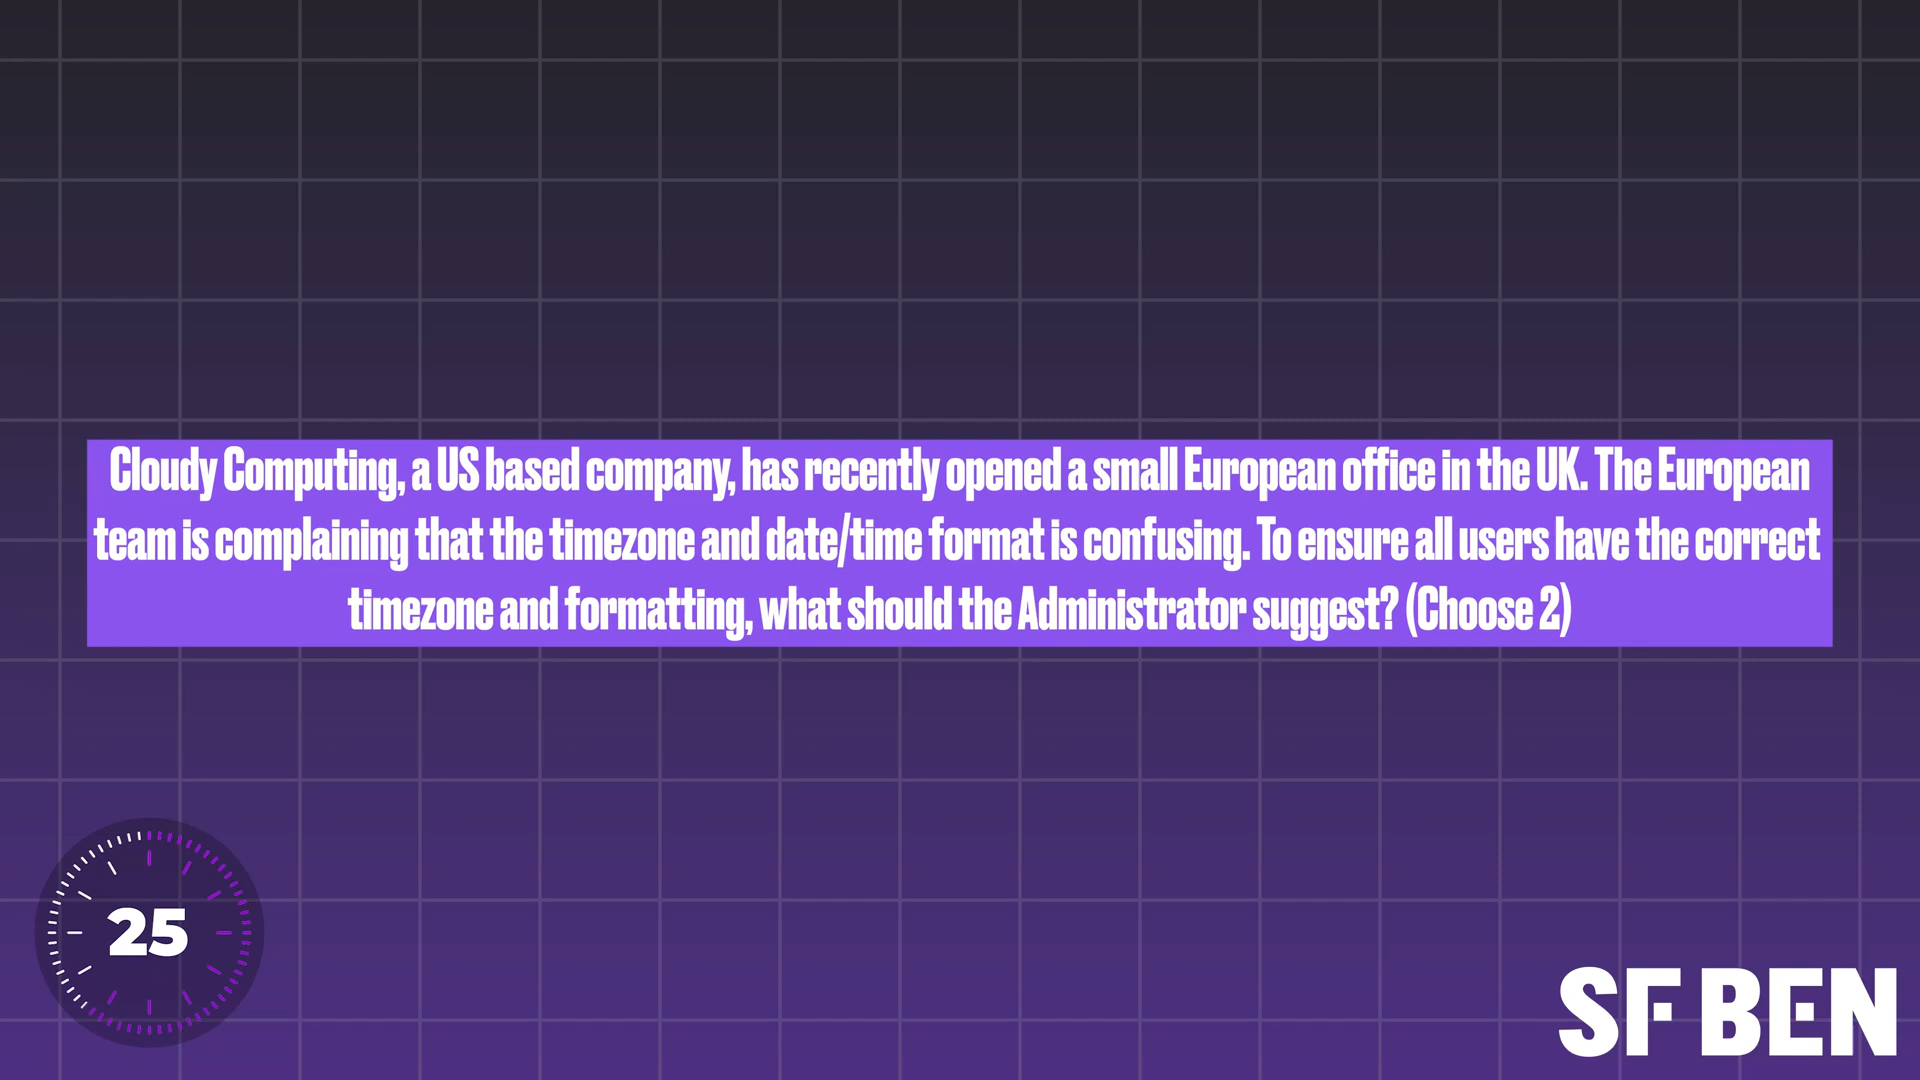 Cloudy Computing, a US based company, has recently opened a small European office in the UK. The European
team is complaining that the timezone and date/time format is confusing. To ensure all users have the correct
timezone and formatting, what should the Administrator suggest? (Choose 2)
25
SF BEN